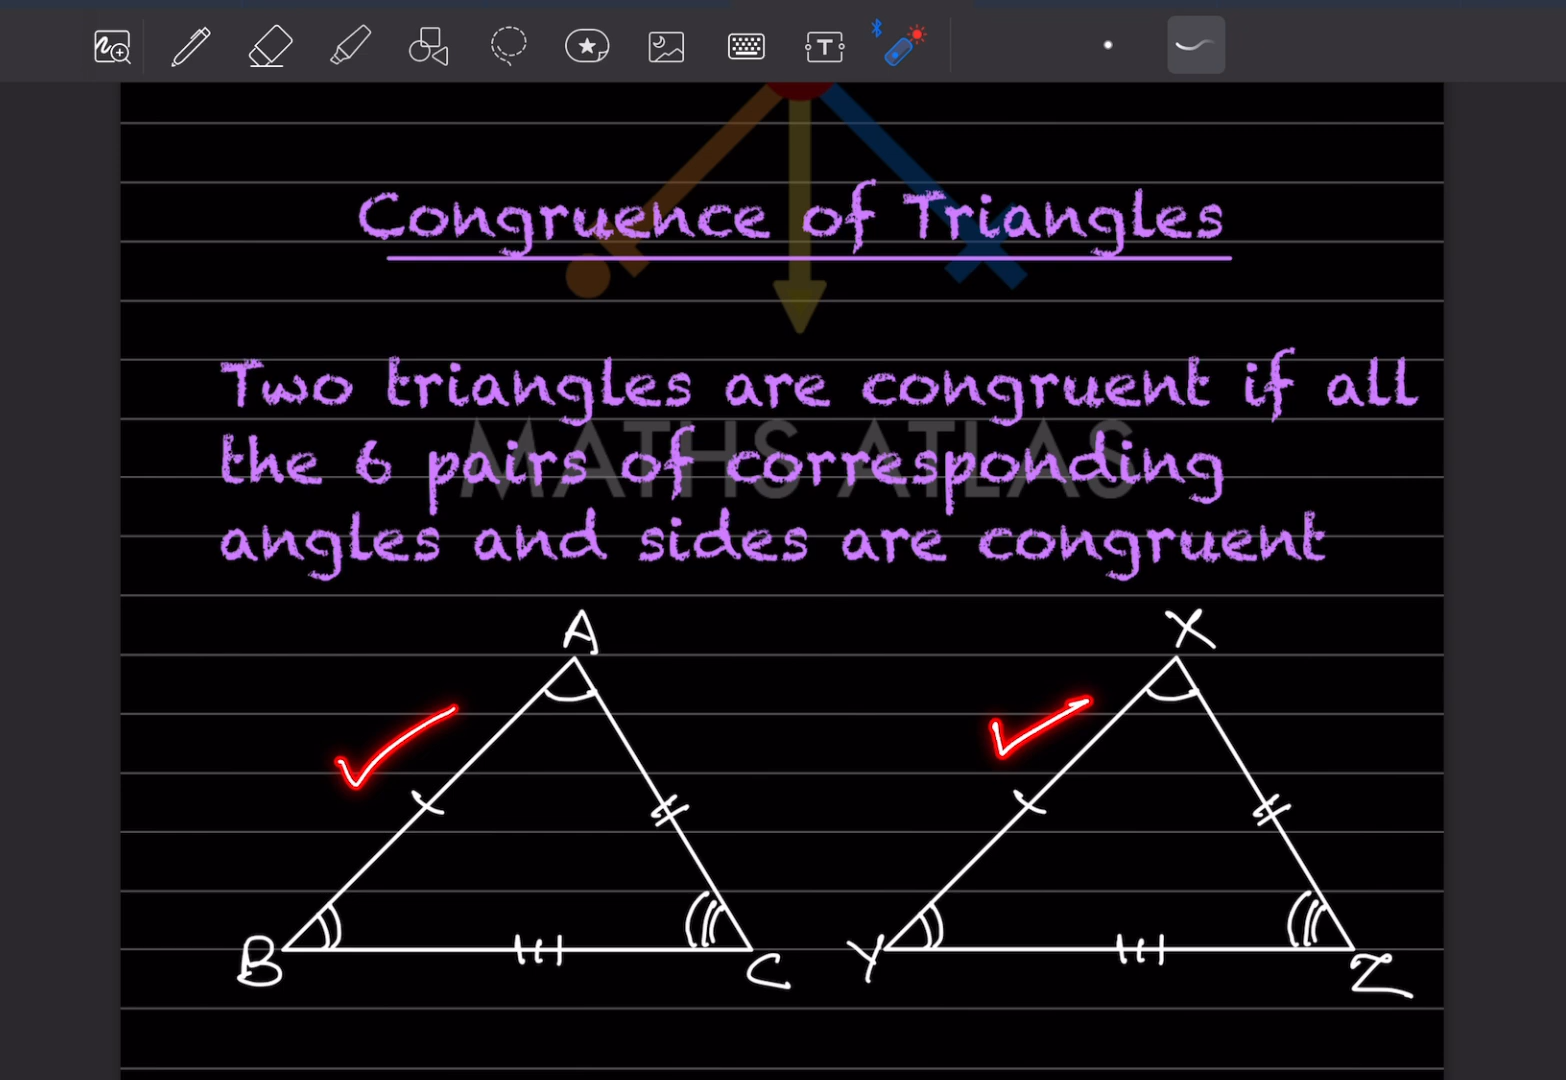 Congruence of Triangles
Two triangles are congruent if all
the 6 pairs of corresponding
MATHS ATLAS
angles and sides are congruent
A
X
B
C
Y
Z